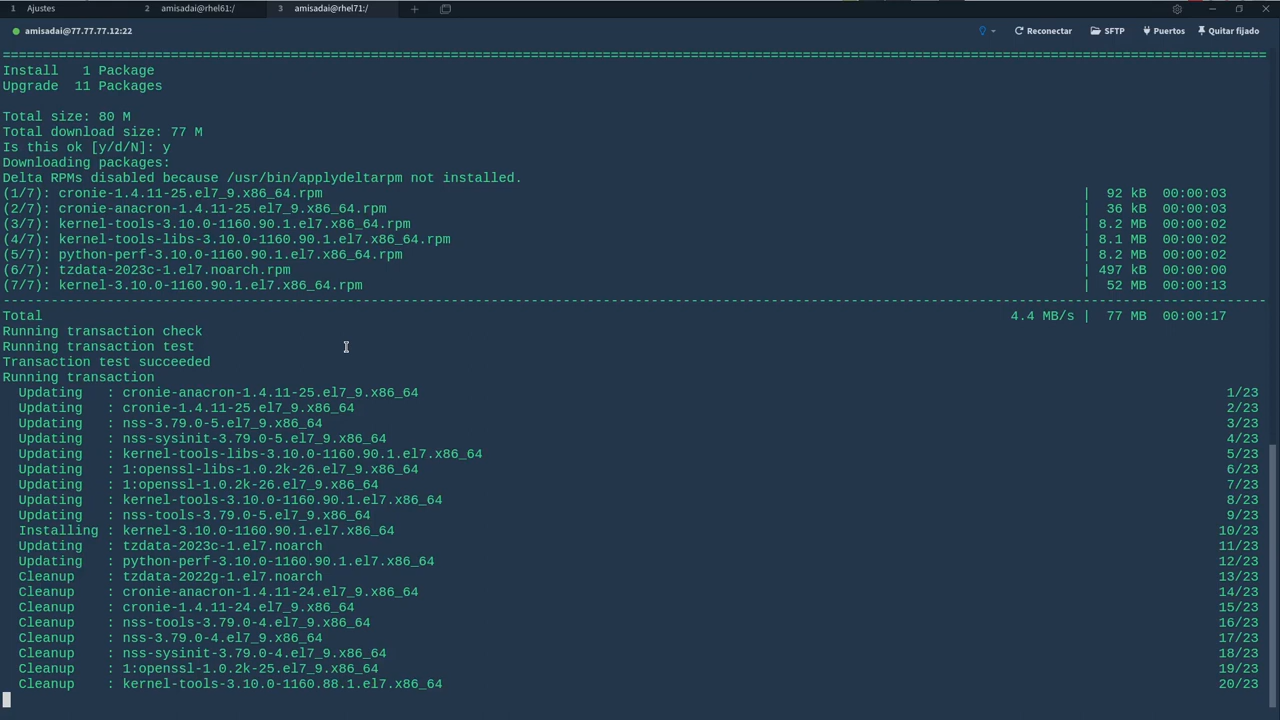 1 Ajustes 2 amisadai@rhel61:/ 3 amisadai@rhel71:/ +
amisadai@77.77.77.12:22 Reconectar SFTP Puertos Quitar fijado
================================================================================
Install   1 Package
Upgrade  11 Packages
Total size: 80 M
Total download size: 77 M
Is this ok [y/d/N]: y
Downloading packages:
Delta RPMs disabled because /usr/bin/applydeltarpm not installed.
(1/7): cronie-1.4.11-25.el7_9.x86_64.rpm | 92 kB 00:00:03
(2/7): cronie-anacron-1.4.11-25.el7_9.x86_64.rpm | 36 kB 00:00:03
(3/7): kernel-tools-3.10.0-1160.90.1.el7.x86_64.rpm | 8.2 MB 00:00:02
(4/7): kernel-tools-libs-3.10.0-1160.90.1.el7.x86_64.rpm | 8.1 MB 00:00:02
(5/7): python-perf-3.10.0-1160.90.1.el7.x86_64.rpm | 8.2 MB 00:00:02
(6/7): tzdata-2023c-1.el7.noarch.rpm | 497 kB 00:00:00
(7/7): kernel-3.10.0-1160.90.1.el7.x86_64.rpm | 52 MB 00:00:13
--------------------------------------------------------------------------------
Total 4.4 MB/s | 77 MB 00:00:17
Running transaction check
Running transaction test
Transaction test succeeded
Running transaction
Updating : cronie-anacron-1.4.11-25.el7_9.x86_64 1/23
Updating : cronie-1.4.11-25.el7_9.x86_64 2/23
Updating : nss-3.79.0-5.el7_9.x86_64 3/23
Updating : nss-sysinit-3.79.0-5.el7_9.x86_64 4/23
Updating : kernel-tools-libs-3.10.0-1160.90.1.el7.x86_64 5/23
Updating : 1:openssl-libs-1.0.2k-26.el7_9.x86_64 6/23
Updating : 1:openssl-1.0.2k-26.el7_9.x86_64 7/23
Updating : kernel-tools-3.10.0-1160.90.1.el7.x86_64 8/23
Updating : nss-tools-3.79.0-5.el7_9.x86_64 9/23
Installing : kernel-3.10.0-1160.90.1.el7.x86_64 10/23
Updating : tzdata-2023c-1.el7.noarch 11/23
Updating : python-perf-3.10.0-1160.90.1.el7.x86_64 12/23
Cleanup : tzdata-2022g-1.el7.noarch 13/23
Cleanup : cronie-anacron-1.4.11-24.el7_9.x86_64 14/23
Cleanup : cronie-1.4.11-24.el7_9.x86_64 15/23
Cleanup : nss-tools-3.79.0-4.el7_9.x86_64 16/23
Cleanup : nss-3.79.0-4.el7_9.x86_64 17/23
Cleanup : nss-sysinit-3.79.0-4.el7_9.x86_64 18/23
Cleanup : 1:openssl-1.0.2k-25.el7_9.x86_64 19/23
Cleanup : kernel-tools-3.10.0-1160.88.1.el7.x86_64 20/23